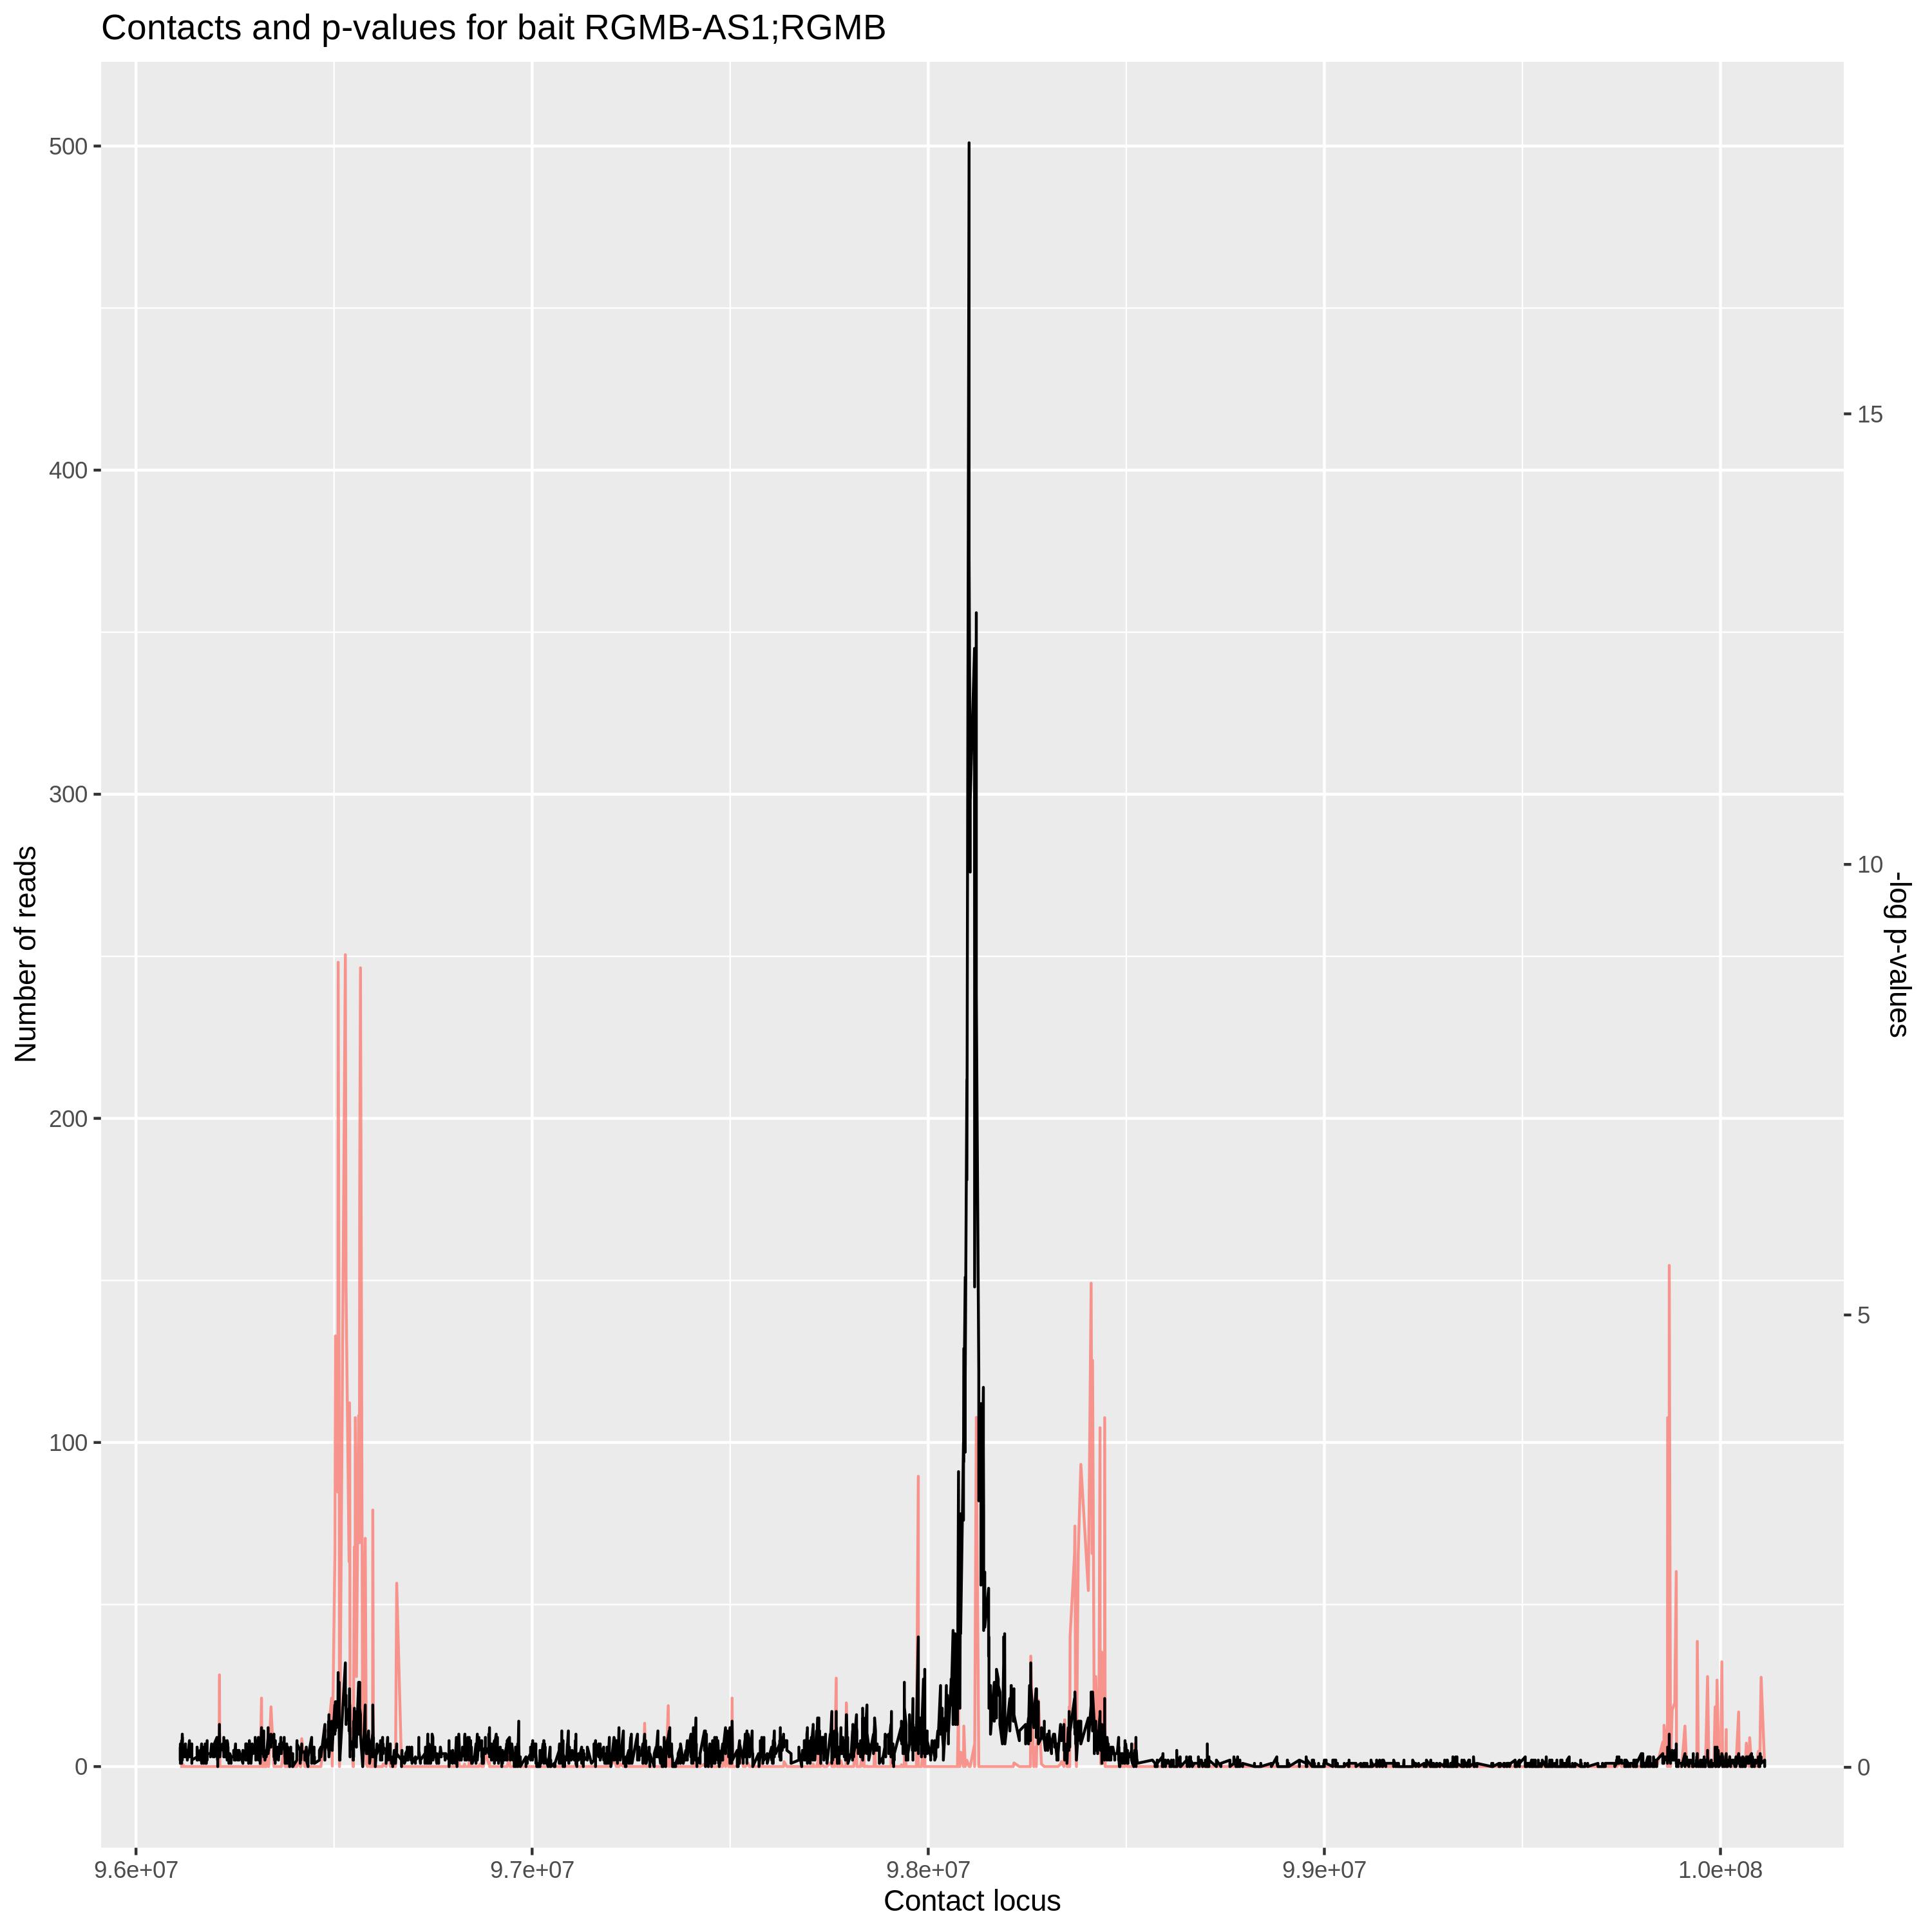 Contacts and p-values for bait RGMB-AS1;RGMB
500
400
300
200
100
0
Number of reads
15
10
5
0
-log p-values
9.6e+07
9.7e+07
9.8e+07
9.9e+07
1.0e+08
Contact locus